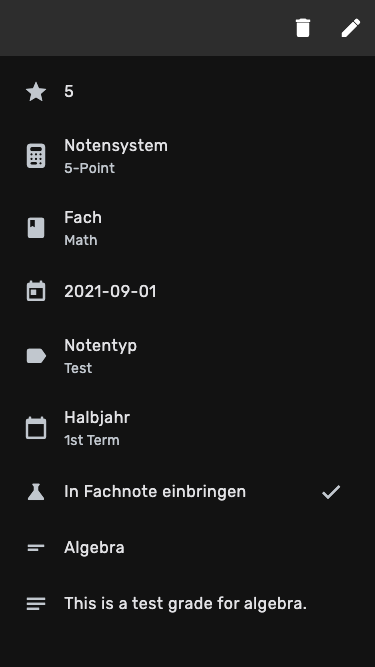 5
Notensystem
5-Point
Fach
Math
2021-09-01
Notentyp
Test
Halbjahr
1st Term
In Fachnote einbringen
Algebra
This is a test grade for algebra.